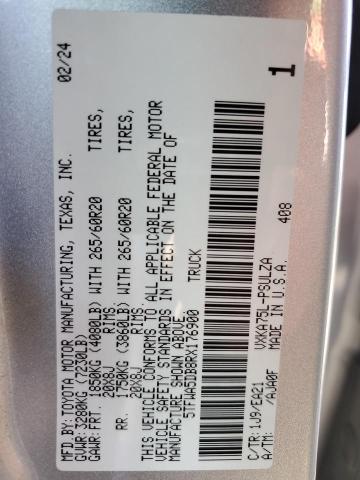 MFD.BY:TOYOTA MOTOR MANUFACTURING, TEXAS, INC. 02/24
GVWR:3280KG (7230LB)
GAWR:FRT. 1850KG (4080LB) WITH 265/60R20 TIRES,
20X8J RIMS
RR. 1750KG (3860LB) WITH 265/60R20 TIRES,
20X8J RIMS
THIS VEHICLE CONFORMS TO ALL APPLICABLE FEDERAL MOTOR
VEHICLE SAFETY STANDARDS IN EFFECT ON THE DATE OF
MANUFACTURE SHOWN ABOVE.
5TFWA5DB8RX176900 TRUCK
VXKA75L-PSULZA
C/TR:1J9/EA21 MADE IN U.S.A.
A/TM: /AJA0F 408
1